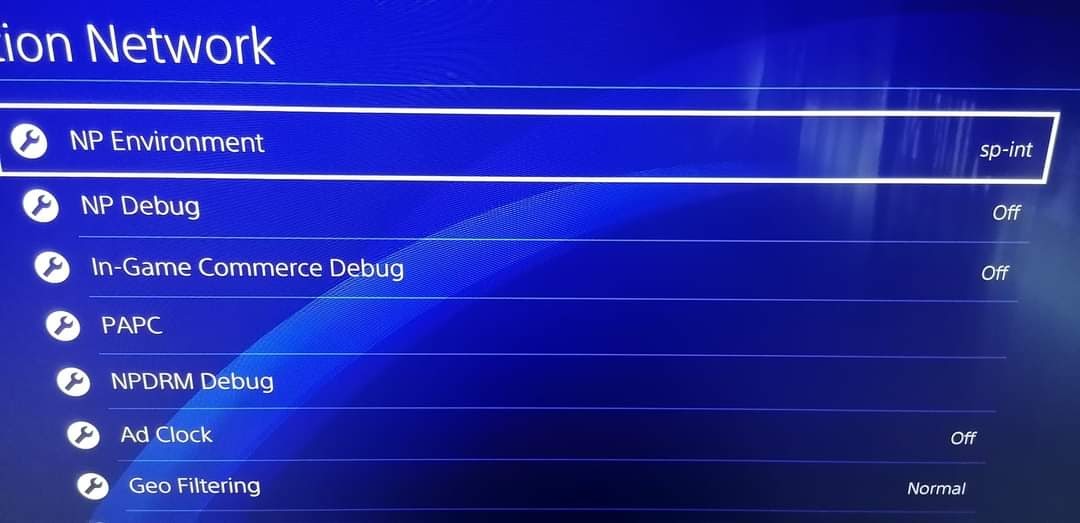 tion Network
NP Environment sp-int
NP Debug Off
In-Game Commerce Debug Off
PAPC
NPDRM Debug
Ad Clock Off
Geo Filtering Normal